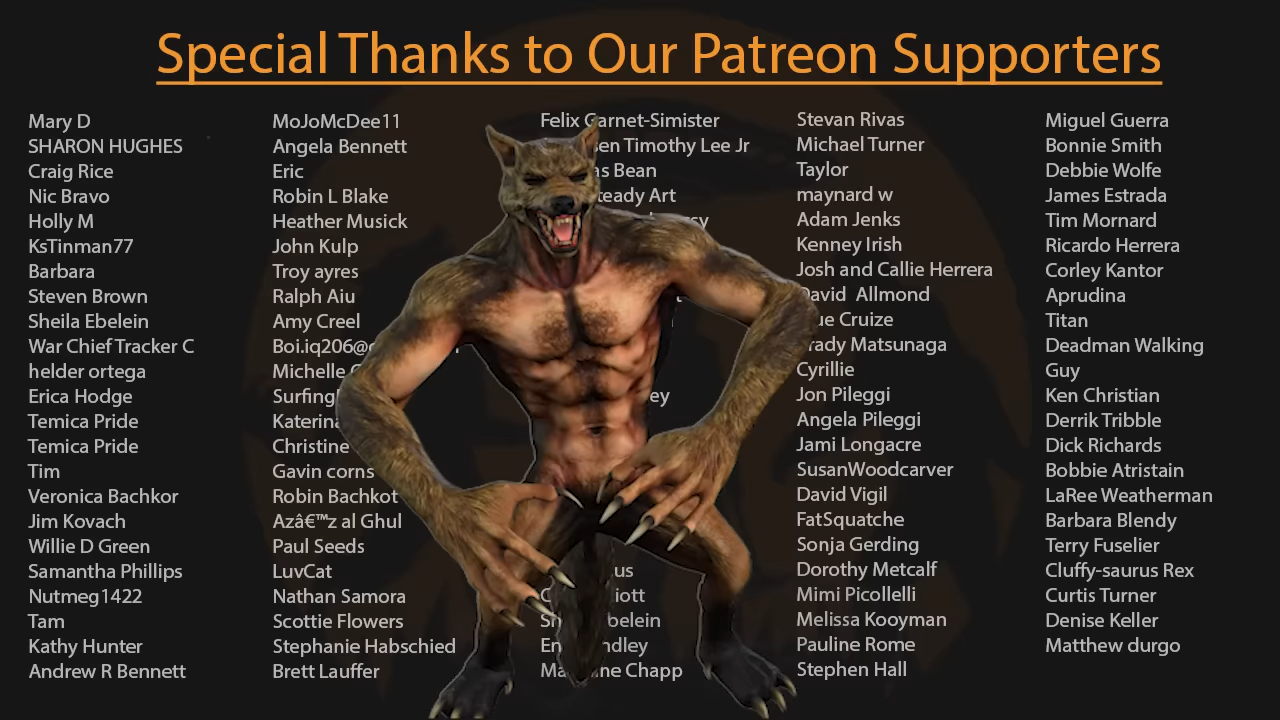 Special Thanks to Our Patreon Supporters
Mary D
SHARON HUGHES
Craig Rice
Nic Bravo
Holly M
KsTinman77
Barbara
Steven Brown
Sheila Ebelein
War Chief Tracker C
helder ortega
Erica Hodge
Temica Pride
Temica Pride
Tim
Veronica Bachkor
Jim Kovach
Willie D Green
Samantha Phillips
Nutmeg1422
Tam
Kathy Hunter
Andrew R Bennett
MoJoMcDee11
Angela Bennett
Eric
Robin L Blake
Heather Musick
John Kulp
Troy ayres
Ralph Aiu
Amy Creel
Michelle
Christine
Gavin corns
Robin Bachkot
Azâ€™z al Ghul
Paul Seeds
LuvCat
Nathan Samora
Scottie Flowers
Stephanie Habschied
Brett Lauffer
Felix Garnet-Simister
Timothy Lee Jr
Bean
Art
Chapp
Stevan Rivas
Michael Turner
Taylor
maynard w
Adam Jenks
Kenney Irish
Josh and Callie Herrera
David Allmond
Cruize
Matsunaga
Cyrillie
Jon Pileggi
Angela Pileggi
Jami Longacre
SusanWoodcarver
David Vigil
FatSquatche
Sonja Gerding
Dorothy Metcalf
Mimi Picollelli
Melissa Kooyman
Pauline Rome
Stephen Hall
Miguel Guerra
Bonnie Smith
Debbie Wolfe
James Estrada
Tim Mornard
Ricardo Herrera
Corley Kantor
Aprudina
Titan
Deadman Walking
Guy
Ken Christian
Derrik Tribble
Dick Richards
Bobbie Atristain
LaRee Weatherman
Barbara Blendy
Terry Fuselier
Cluffy-saurus Rex
Curtis Turner
Denise Keller
Matthew durgo